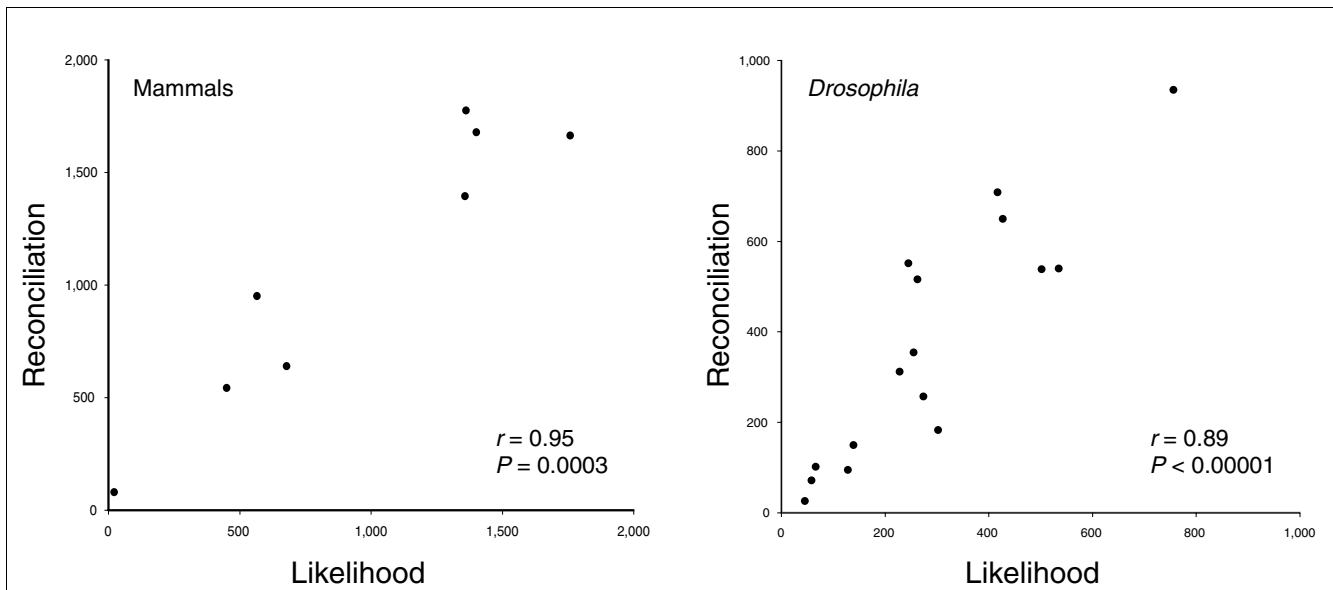 Mammals
Reconciliation
2,000
1,500
1,000
500
0
r = 0.95
P = 0.0003
0 500 1,000 1,500 2,000
Likelihood
Drosophila
Reconciliation
1,000
800
600
400
200
0
r = 0.89
P < 0.00001
0 200 400 600 800 1,000
Likelihood